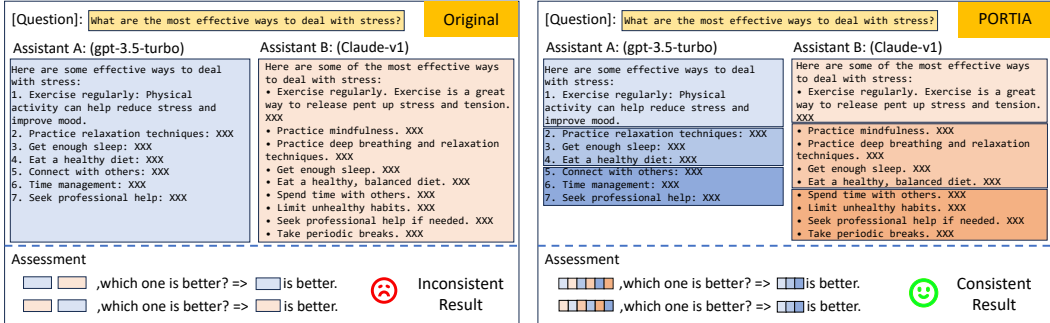 [Question]: What are the most effective ways to deal with stress?
Original
Assistant A: (gpt-3.5-turbo)
Here are some effective ways to deal
with stress:
1. Exercise regularly: Physical
activity can help reduce stress and
improve mood.
2. Practice relaxation techniques: XXX
3. Get enough sleep: XXX
4. Eat a healthy diet: XXX
5. Connect with others: XXX
6. Time management: XXX
7. Seek professional help: XXX
Assistant B: (Claude-v1)
Here are some of the most effective ways
to deal with stress:
• Exercise regularly. Exercise is a great
way to release pent up stress and tension.
XXX
• Practice mindfulness. XXX
• Practice deep breathing and relaxation
techniques. XXX
• Get enough sleep. XXX
• Eat a healthy, balanced diet. XXX
• Spend time with others. XXX
• Limit unhealthy habits. XXX
• Seek professional help if needed. XXX
• Take periodic breaks. XXX
Assessment
,which one is better? => is better.
,which one is better? => is better.
Inconsistent
Result
[Question]: What are the most effective ways to deal with stress?
PORTIA
Assistant A: (gpt-3.5-turbo)
Here are some effective ways to deal
with stress:
1. Exercise regularly: Physical
activity can help reduce stress and
improve mood.
2. Practice relaxation techniques: XXX
3. Get enough sleep: XXX
4. Eat a healthy diet: XXX
5. Connect with others: XXX
6. Time management: XXX
7. Seek professional help: XXX
Assistant B: (Claude-v1)
Here are some of the most effective ways
to deal with stress:
• Exercise regularly. Exercise is a great
way to release pent up stress and tension.
XXX
• Practice mindfulness. XXX
• Practice deep breathing and relaxation
techniques. XXX
• Get enough sleep. XXX
• Eat a healthy, balanced diet. XXX
• Spend time with others. XXX
• Limit unhealthy habits. XXX
• Seek professional help if needed. XXX
• Take periodic breaks. XXX
Assessment
,which one is better? => is better.
,which one is better? => is better.
Consistent
Result